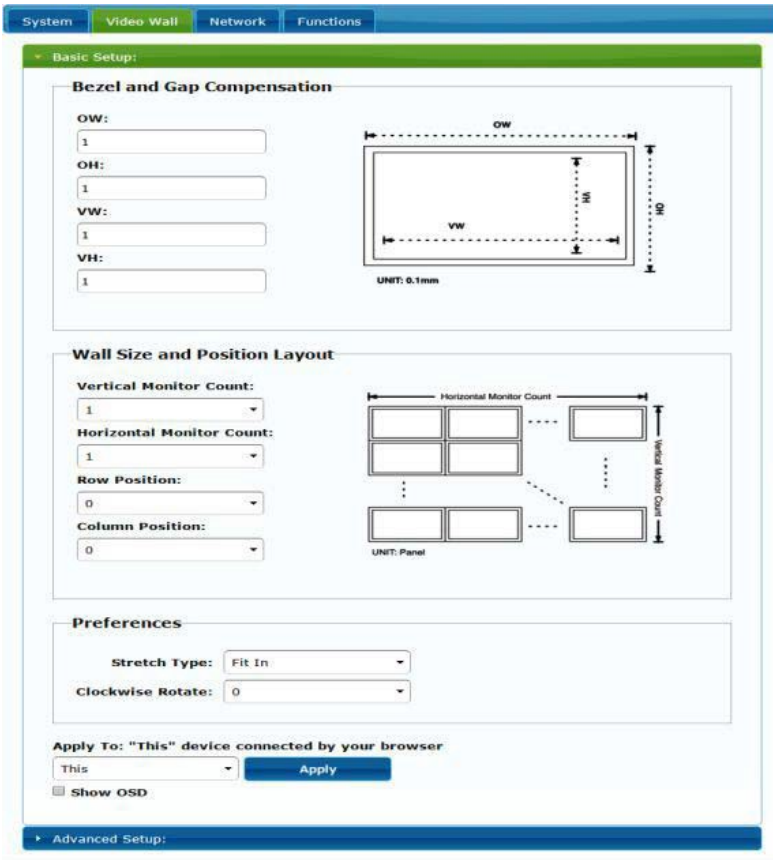 System
Video Wall
Network
Functions
Basic Setup:
Bezel and Gap Compensation
OW:
1
OH:
1
VW:
1
VH:
1
OW
VH
OH
VW
UNIT: 0.1mm
Wall Size and Position Layout
Vertical Monitor Count:
1
Horizontal Monitor Count:
1
Row Position:
0
Column Position:
0
Horizontal Monitor Count
Vertical Monitor Count
UNIT: Panel
Preferences
Stretch Type: Fit In
Clockwise Rotate: 0
Apply To: "This" device connected by your browser
This
Apply
Show OSD
Advanced Setup: